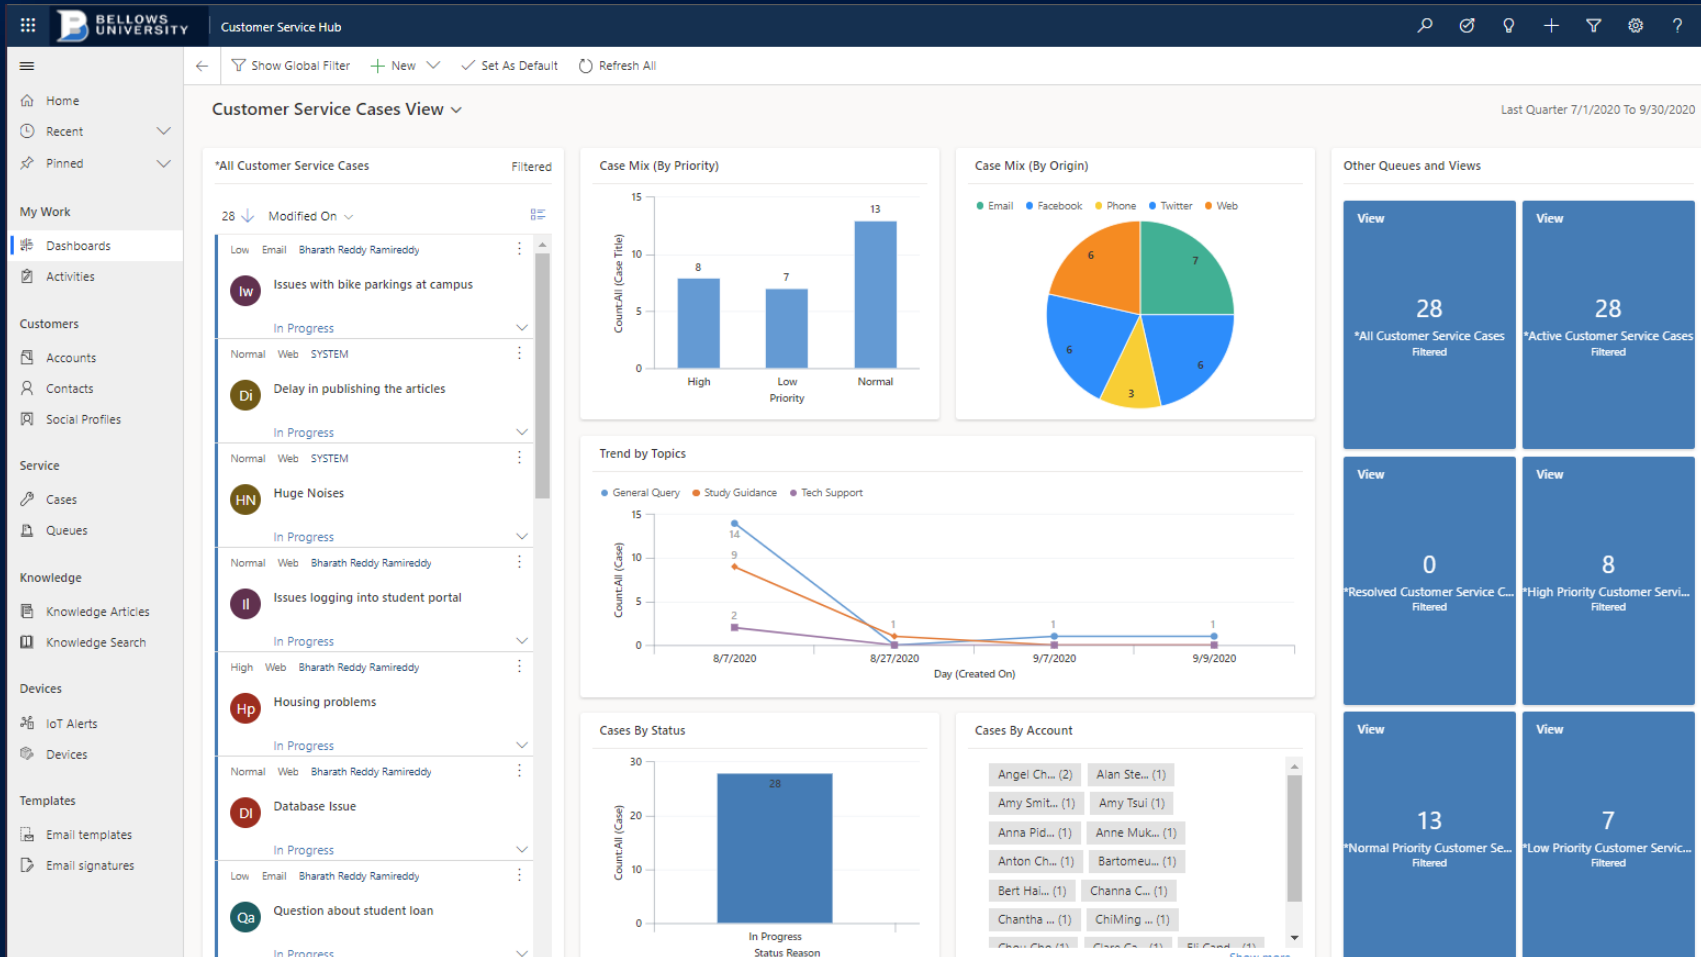 BELLOWS
UNIVERSITY
Customer Service Hub
?
Show Global Filter
New
Set As Default
Refresh All
Home
Recent
Pinned
My Work
Dashboards
Activities
Customers
Accounts
Contacts
Social Profiles
Service
Cases
Queues
Knowledge
Knowledge Articles
Knowledge Search
Devices
IoT Alerts
Devices
Templates
Email templates
Email signatures
Customer Service Cases View
Last Quarter 7/1/2020 To 9/30/2020
*All Customer Service Cases
Filtered
28
Modified On
Low Email Bharath Reddy Ramireddy
Iw
Issues with bike parkings at campus
In Progress
Normal Web SYSTEM
Di
Delay in publishing the articles
In Progress
Normal Web SYSTEM
HN
Huge Noises
In Progress
Normal Web Bharath Reddy Ramireddy
Il
Issues logging into student portal
In Progress
High Web Bharath Reddy Ramireddy
Hp
Housing problems
In Progress
Normal Web Bharath Reddy Ramireddy
DI
Database Issue
In Progress
Low Email Bharath Reddy Ramireddy
Qa
Question about student loan
In Progress
Case Mix (By Priority)
Count:All (Case Title)
15
10
5
0
8
7
13
High
Low
Normal
Priority
Case Mix (By Origin)
Email Facebook Phone Twitter Web
6
7
6
6
3
Trend by Topics
General Query Study Guidance Tech Support
Count:All (Case)
15
10
5
0
14
9
2
1
1
1
8/7/2020
8/27/2020
9/7/2020
9/9/2020
Day (Created On)
Cases By Status
Count:All (Case)
30
20
10
0
28
In Progress
Status Reason
Cases By Account
Angel Ch... (2) Alan Ste... (1)
Amy Smit... (1) Amy Tsui (1)
Anna Pid... (1) Anne Muk... (1)
Anton Ch... (1) Bartomeu... (1)
Bert Hai... (1) Channa C... (1)
Chantha ... (1) ChiMing ... (1)
Chou Cho (1) Clare Ca... (1) Eli Cand... (1)
Show more
Other Queues and Views
View
28
*All Customer Service Cases
Filtered
View
28
*Active Customer Service Cases
Filtered
View
0
*Resolved Customer Service C...
Filtered
View
8
*High Priority Customer Servi...
Filtered
View
13
*Normal Priority Customer Se...
Filtered
View
7
*Low Priority Customer Servic...
Filtered